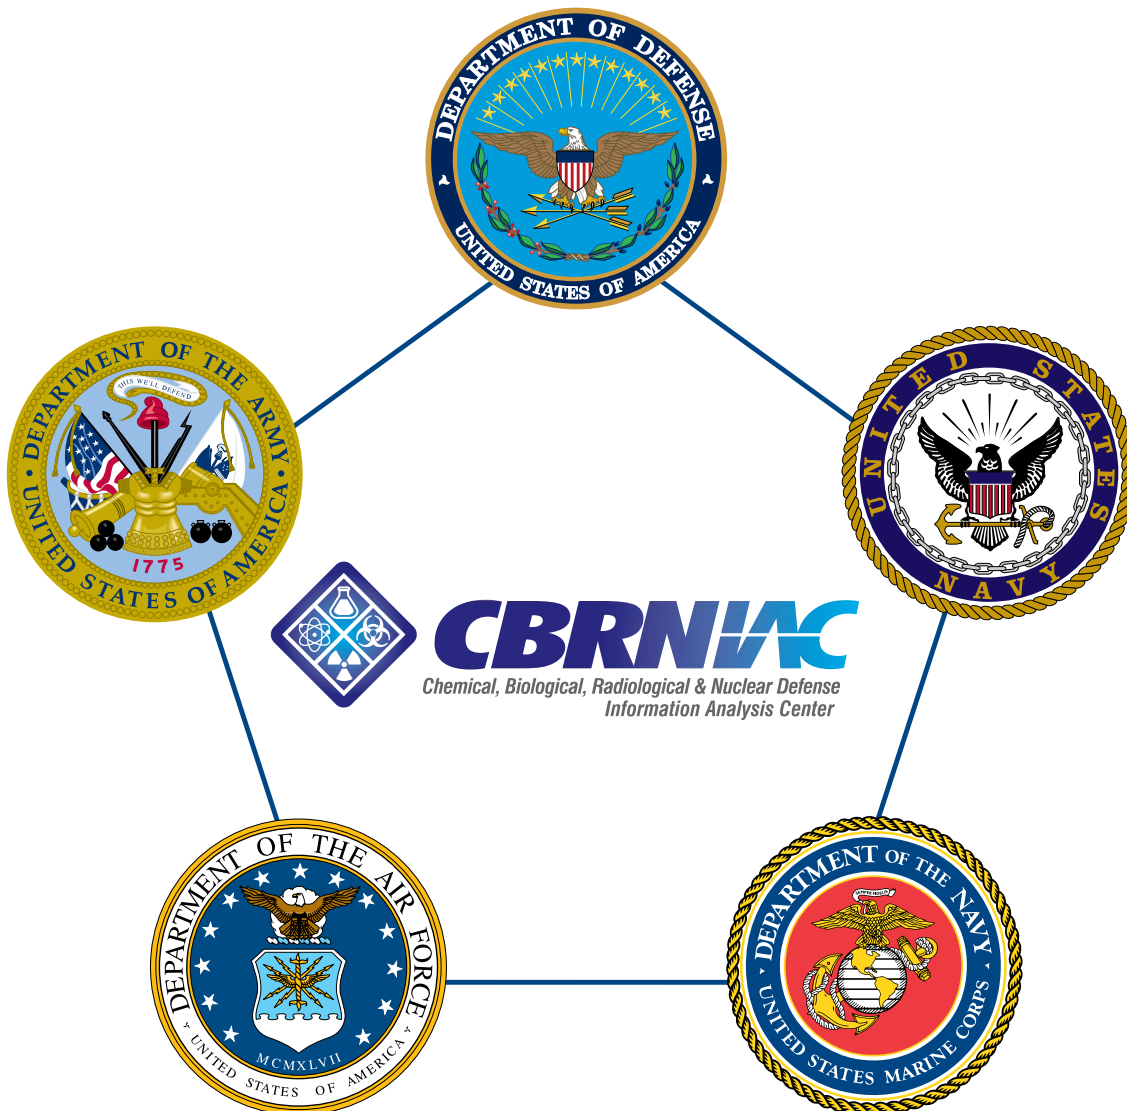 DEPARTMENT OF DEFENSE
UNITED STATES OF AMERICA
DEPARTMENT OF THE ARMY
THIS WE'LL DEFEND
1775
UNITED STATES OF AMERICA
UNITED STATES
NAVY
CBRNIAC
Chemical, Biological, Radiological & Nuclear Defense
Information Analysis Center
DEPARTMENT OF THE AIR FORCE
MCMXLVII
UNITED STATES OF AMERICA
DEPARTMENT OF THE NAVY
SEMPER FIDELIS
UNITED STATES MARINE CORPS